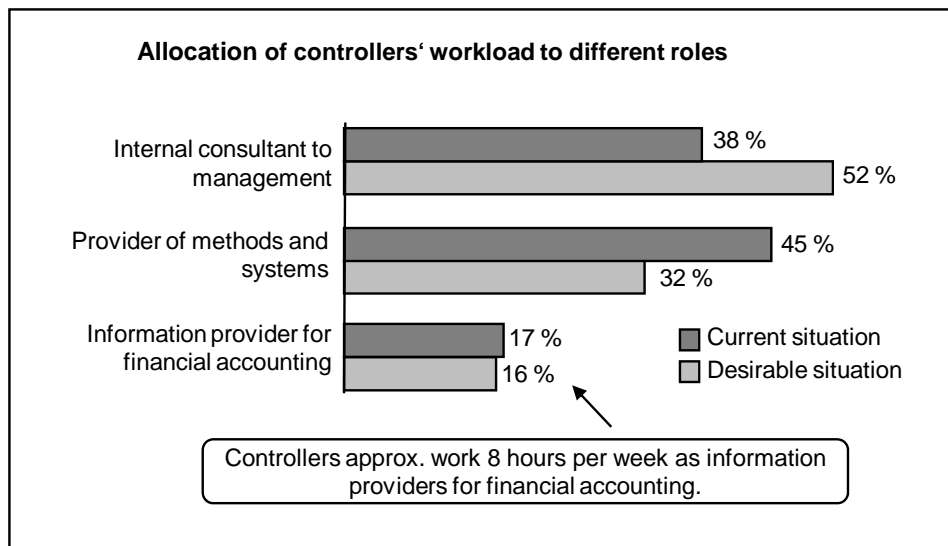 Allocation of controllers‘ workload to different roles
Internal consultant to
management
38 %
52 %
Provider of methods and
systems
45 %
32 %
Information provider for
financial accounting
17 %
16 %
Current situation
Desirable situation
Controllers approx. work 8 hours per week as information
providers for financial accounting.